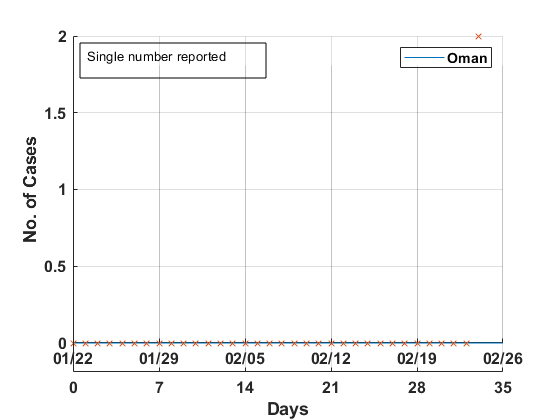 2
Single number reported
Oman
1.5
1
0.5
0
No. of Cases
01/22 01/29 02/05 02/12 02/19 02/26
0 7 14 21 28 35
Days